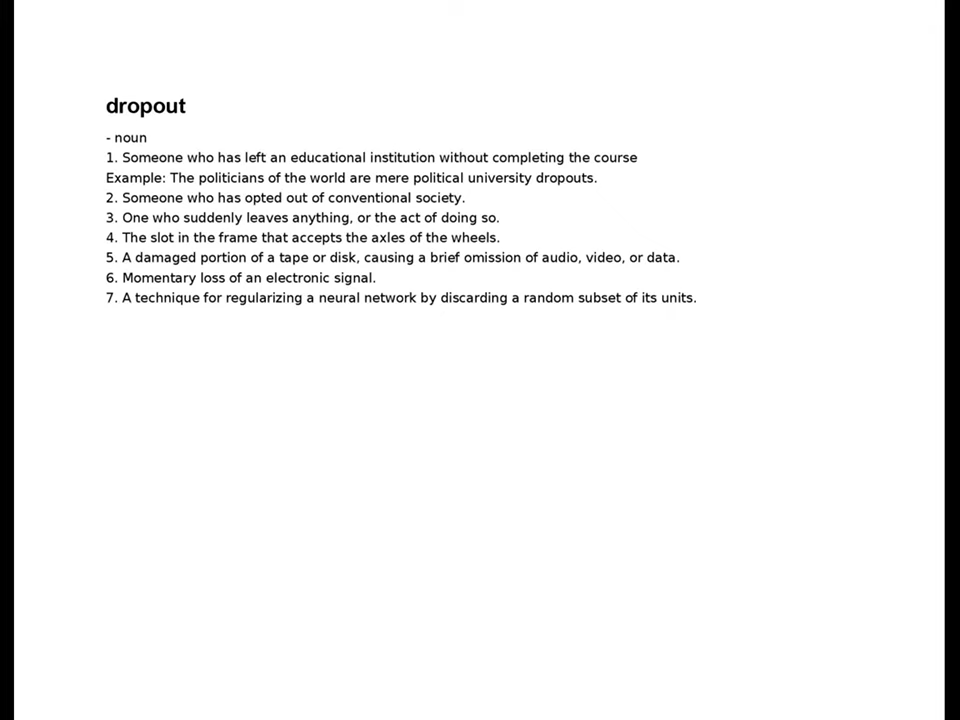 dropout
- noun
1. Someone who has left an educational institution without completing the course
Example: The politicians of the world are mere political university dropouts.
2. Someone who has opted out of conventional society.
3. One who suddenly leaves anything, or the act of doing so.
4. The slot in the frame that accepts the axles of the wheels.
5. A damaged portion of a tape or disk, causing a brief omission of audio, video, or data.
6. Momentary loss of an electronic signal.
7. A technique for regularizing a neural network by discarding a random subset of its units.